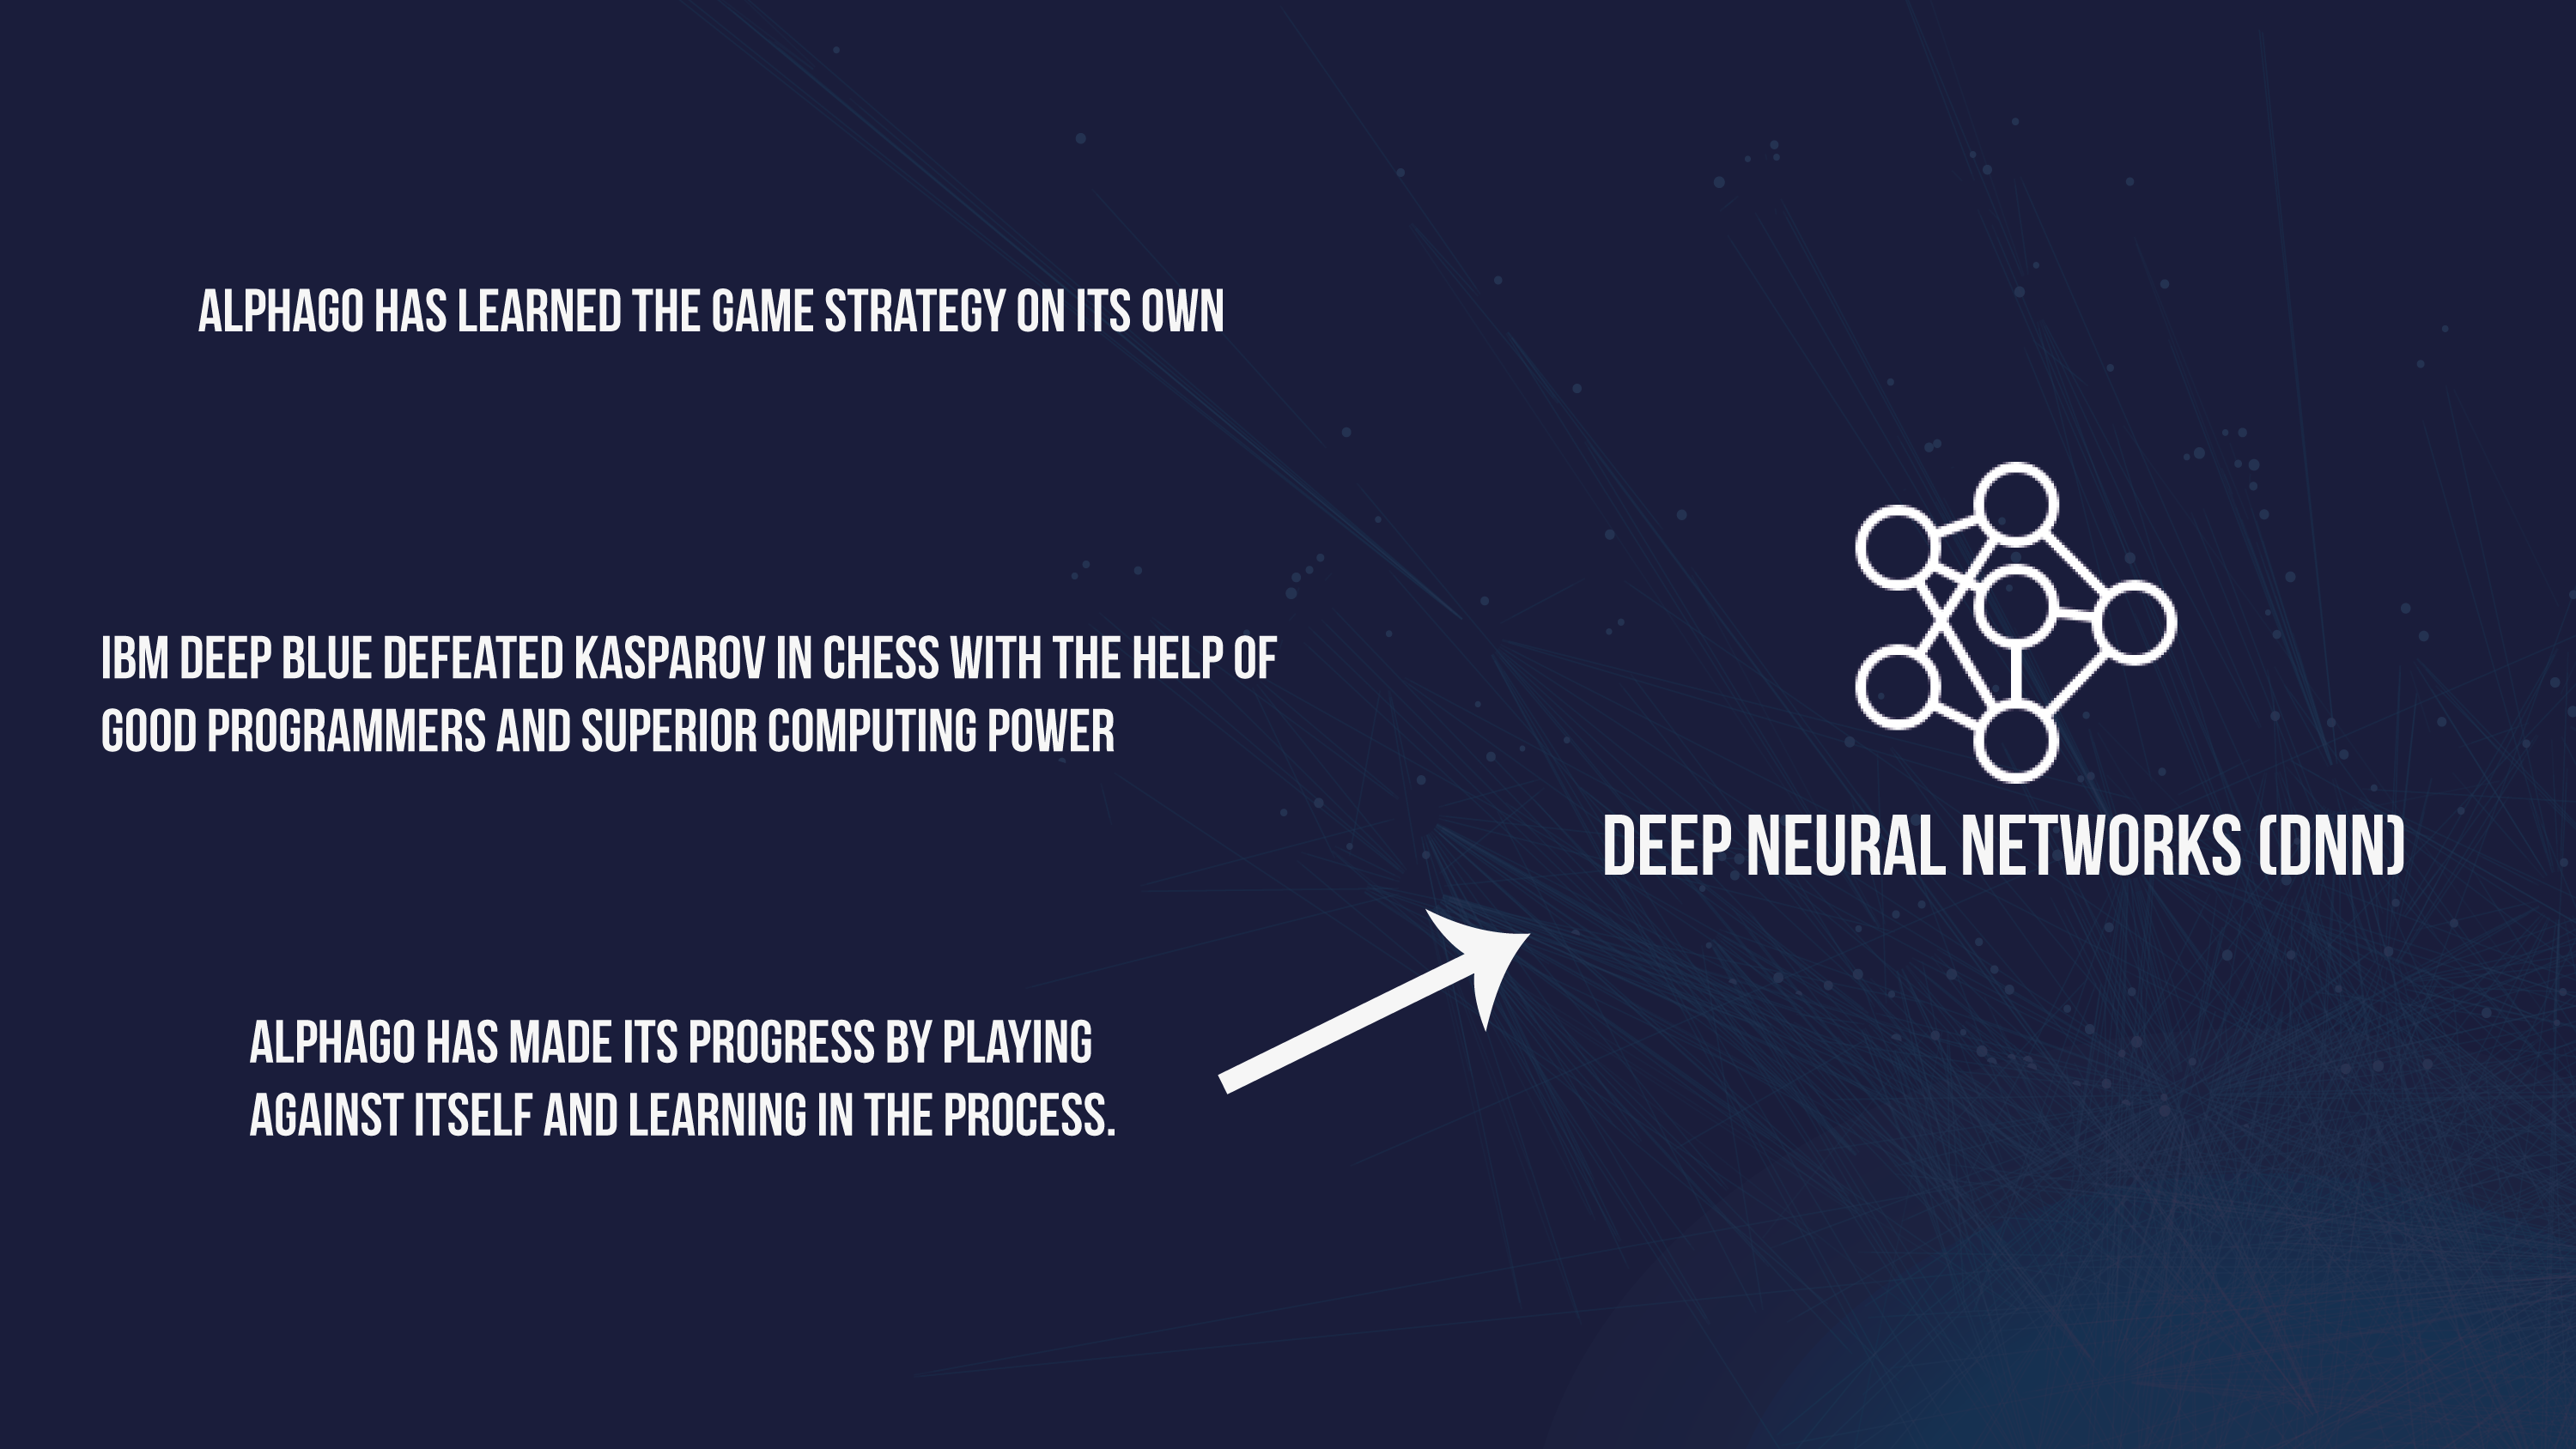 ALPHAGO HAS LEARNED THE GAME STRATEGY ON ITS OWN
IBM DEEP BLUE DEFEATED KASPAROV IN CHESS WITH THE HELP OF
GOOD PROGRAMMERS AND SUPERIOR COMPUTING POWER
ALPHAGO HAS MADE ITS PROGRESS BY PLAYING
AGAINST ITSELF AND LEARNING IN THE PROCESS.
DEEP NEURAL NETWORKS (DNN)